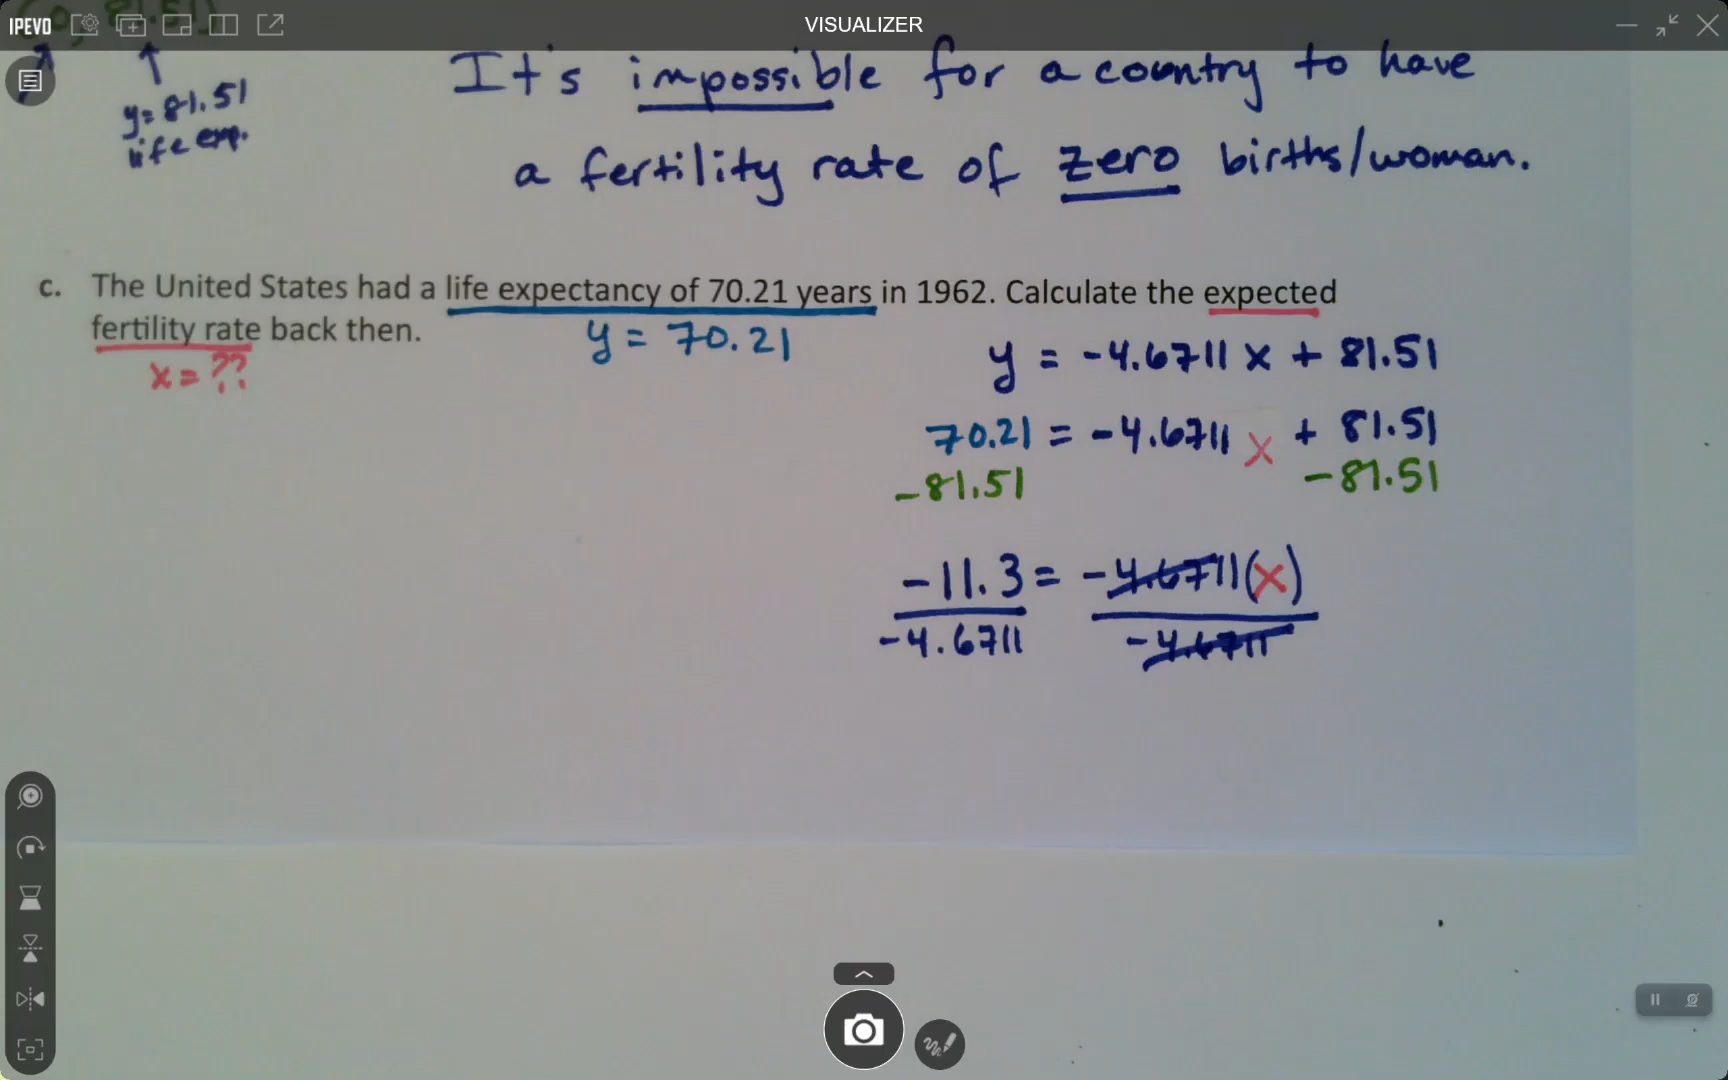 IPEVO
VISUALIZER
y=81.51
life exp.
It's impossible for a country to have
a fertility rate of zero births/woman.
c. The United States had a life expectancy of 70.21 years in 1962. Calculate the expected
fertility rate back then.
y = 70.21
x = ??
y = -4.6711 x + 81.51
70.21 = -4.6711 x + 81.51
-81.51 -81.51
-11.3 = -4.6711(x)
-4.6711 -4.6711